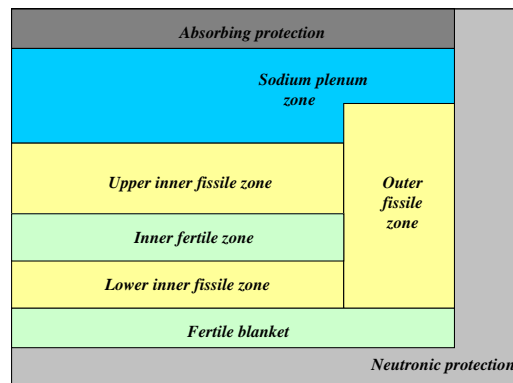 Absorbing protection
Sodium plenum
zone
Upper inner fissile zone
Outer
fissile
zone
Inner fertile zone
Lower inner fissile zone
Fertile blanket
Neutronic protection